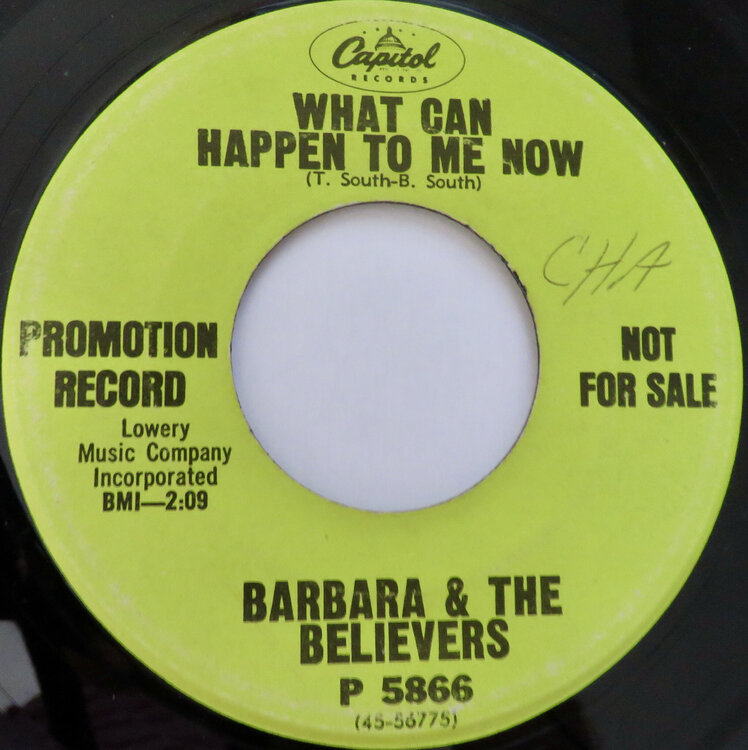 Capitol
RECORDS
WHAT CAN
HAPPEN TO ME NOW
(T. South-B. South)
CHA
PROMOTION
RECORD
NOT
FOR SALE
Lowery
Music Company
Incorporated
BMI—2:09
BARBARA & THE
BELIEVERS
P 5866
(45-56775)